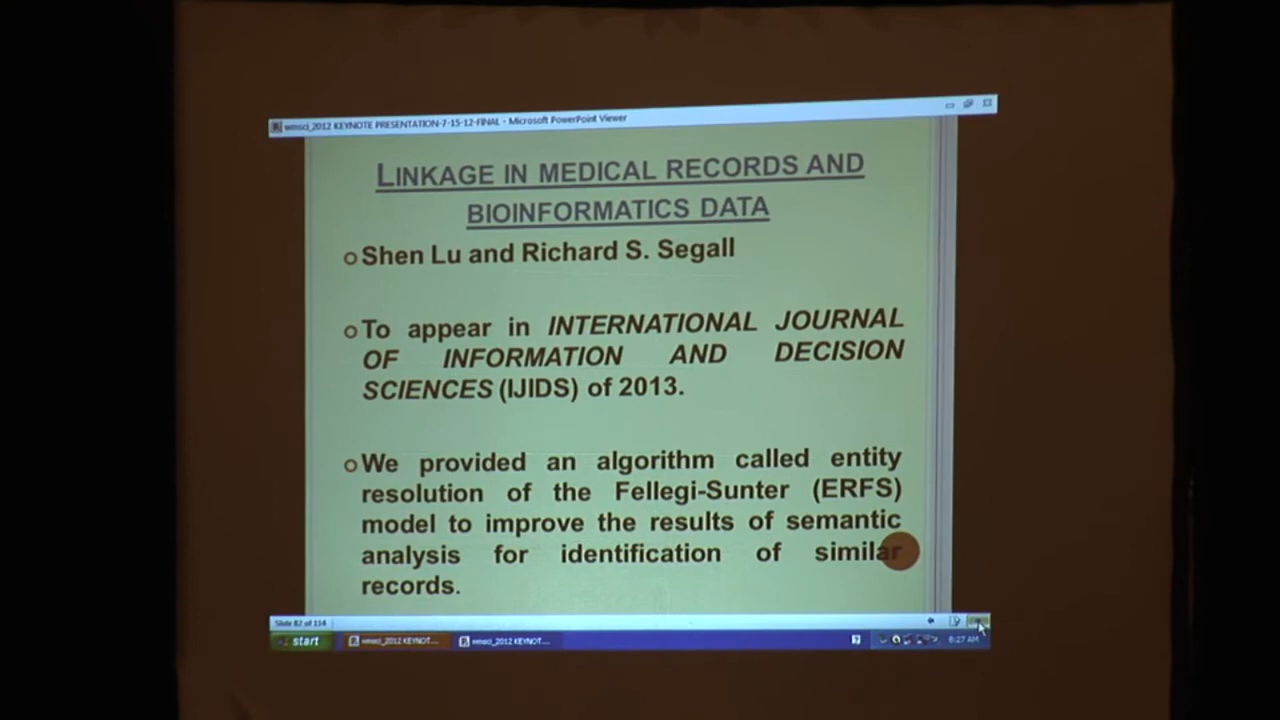 wmsci_2012 KEYNOTE PRESENTATION-7-15-12-FINAL - Microsoft PowerPoint Viewer
LINKAGE IN MEDICAL RECORDS AND
BIOINFORMATICS DATA
Shen Lu and Richard S. Segall
To appear in INTERNATIONAL JOURNAL
OF INFORMATION AND DECISION
SCIENCES (IJIDS) of 2013.
We provided an algorithm called entity
resolution of the Fellegi-Sunter (ERFS)
model to improve the results of semantic
analysis for identification of similar
records.
Slide 82 of 114
start wmsci_2012 KEYNOT... wmsci_2012 KEYNOT... 8:27 AM